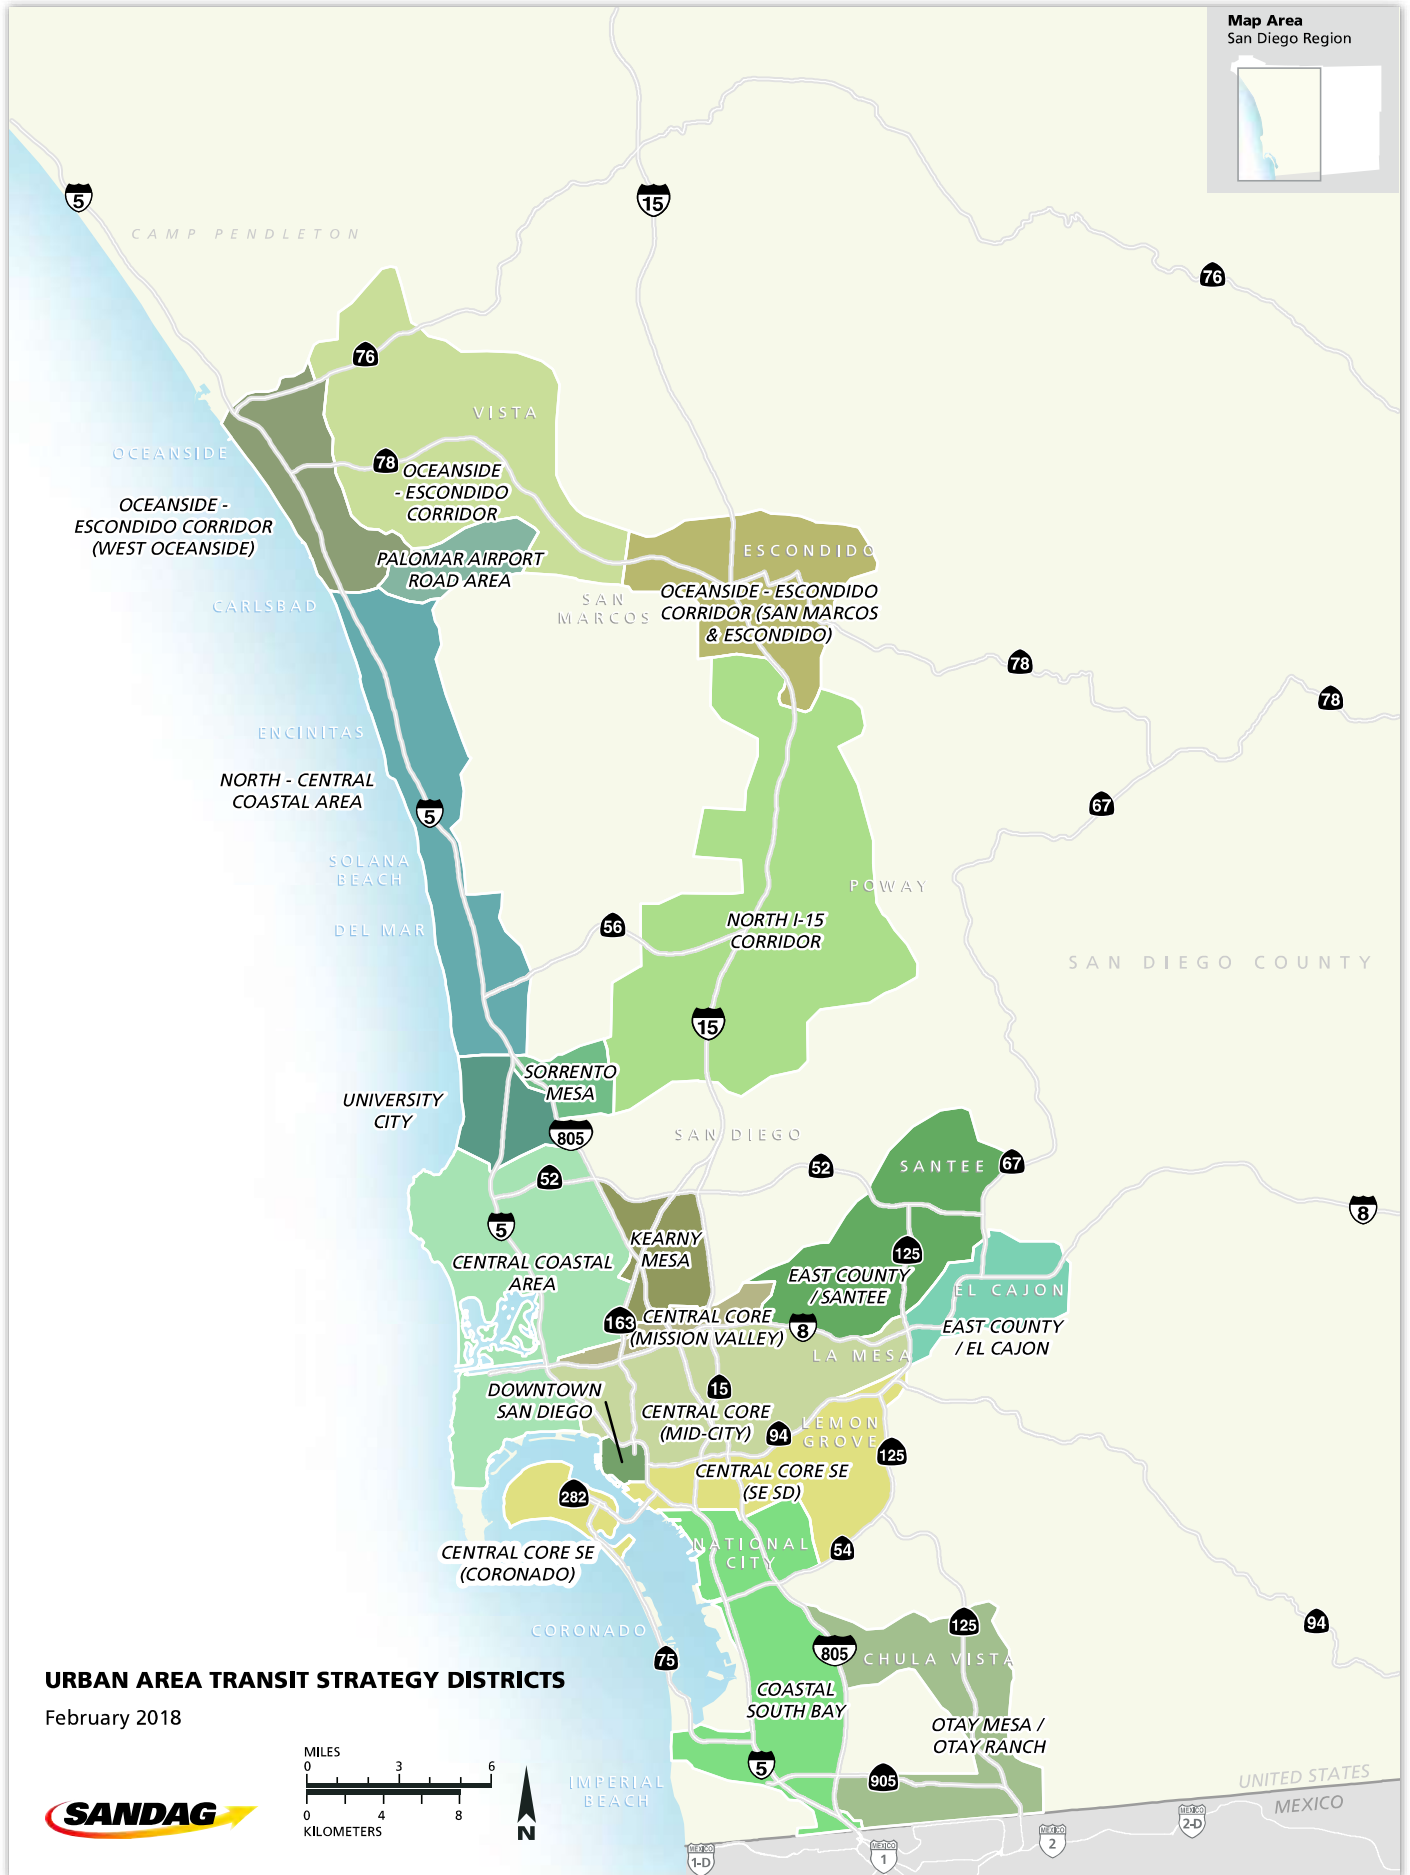 Map Area
San Diego Region
5
15
CAMP PENDLETON
76
76
VISTA
OCEANSIDE
78
OCEANSIDE
- ESCONDIDO
CORRIDOR
OCEANSIDE -
ESCONDIDO CORRIDOR
(WEST OCEANSIDE)
PALOMAR AIRPORT
ROAD AREA
ESCONDIDO
CARLSBAD
SAN
MARCOS
OCEANSIDE - ESCONDIDO
CORRIDOR (SAN MARCOS
& ESCONDIDO)
78
78
ENCINITAS
NORTH - CENTRAL
COASTAL AREA
5
67
SOLANA
BEACH
POWAY
DEL MAR
56
NORTH I-15
CORRIDOR
SAN DIEGO COUNTY
15
SORRENTO
MESA
UNIVERSITY
CITY
805
SAN DIEGO
52
52
SANTEE
67
8
5
KEARNY
MESA
125
CENTRAL COASTAL
AREA
EAST COUNTY
/ SANTEE
EL CAJON
163
CENTRAL CORE
(MISSION VALLEY)
8
EAST COUNTY
/ EL CAJON
LA MESA
DOWNTOWN
SAN DIEGO
15
CENTRAL CORE
(MID-CITY)
94
LEMON
GROVE
125
CENTRAL CORE SE
(SE SD)
282
CENTRAL CORE SE
(CORONADO)
NATIONAL
CITY
54
CORONADO
75
805
125
94
CHULA VISTA
COASTAL
SOUTH BAY
OTAY MESA /
OTAY RANCH
5
905
IMPERIAL
BEACH
UNITED STATES
MEXICO
MEXICO
1-D
MEXICO
1
MEXICO
2
MEXICO
2-D
URBAN AREA TRANSIT STRATEGY DISTRICTS
February 2018
MILES
0 3 6
0 4 8
KILOMETERS
N
SANDAG